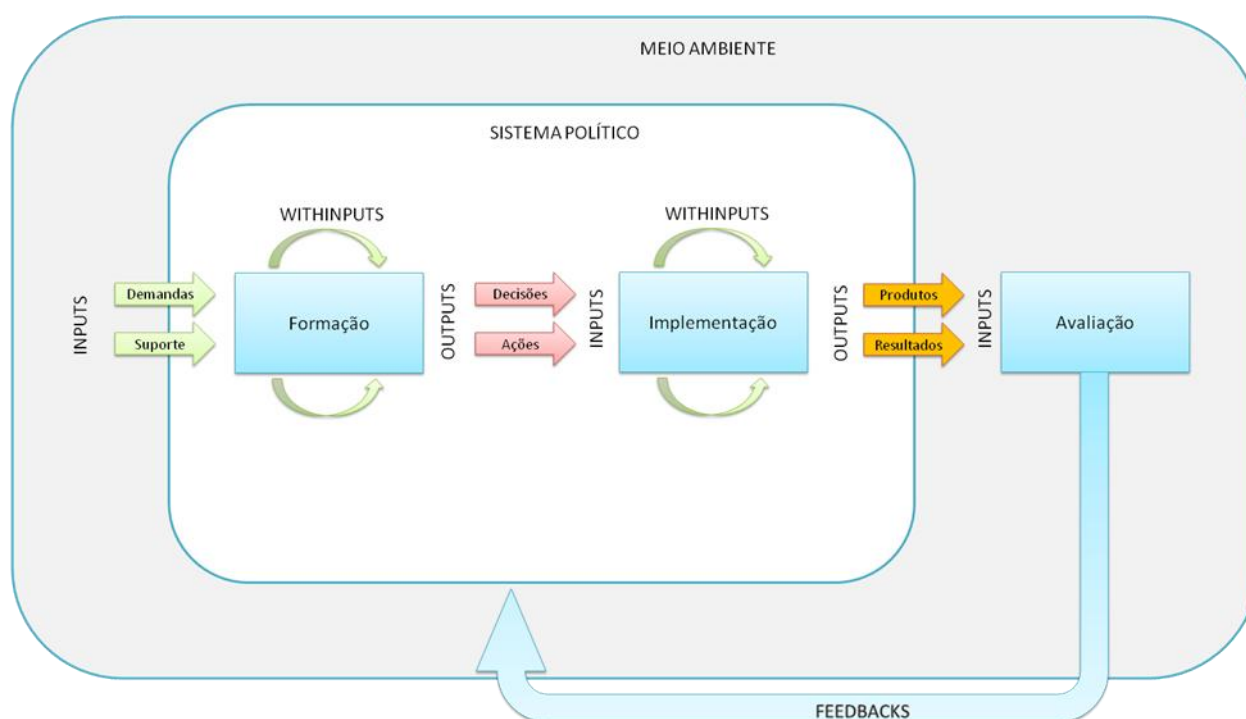 MEIO AMBIENTE
SISTEMA POLÍTICO
WITHINPUTS
WITHINPUTS
INPUTS
Demandas
Suporte
Formação
OUTPUTS
Decisões
Ações
INPUTS
Implementação
OUTPUTS
Produtos
Resultados
INPUTS
Avaliação
FEEDBACKS